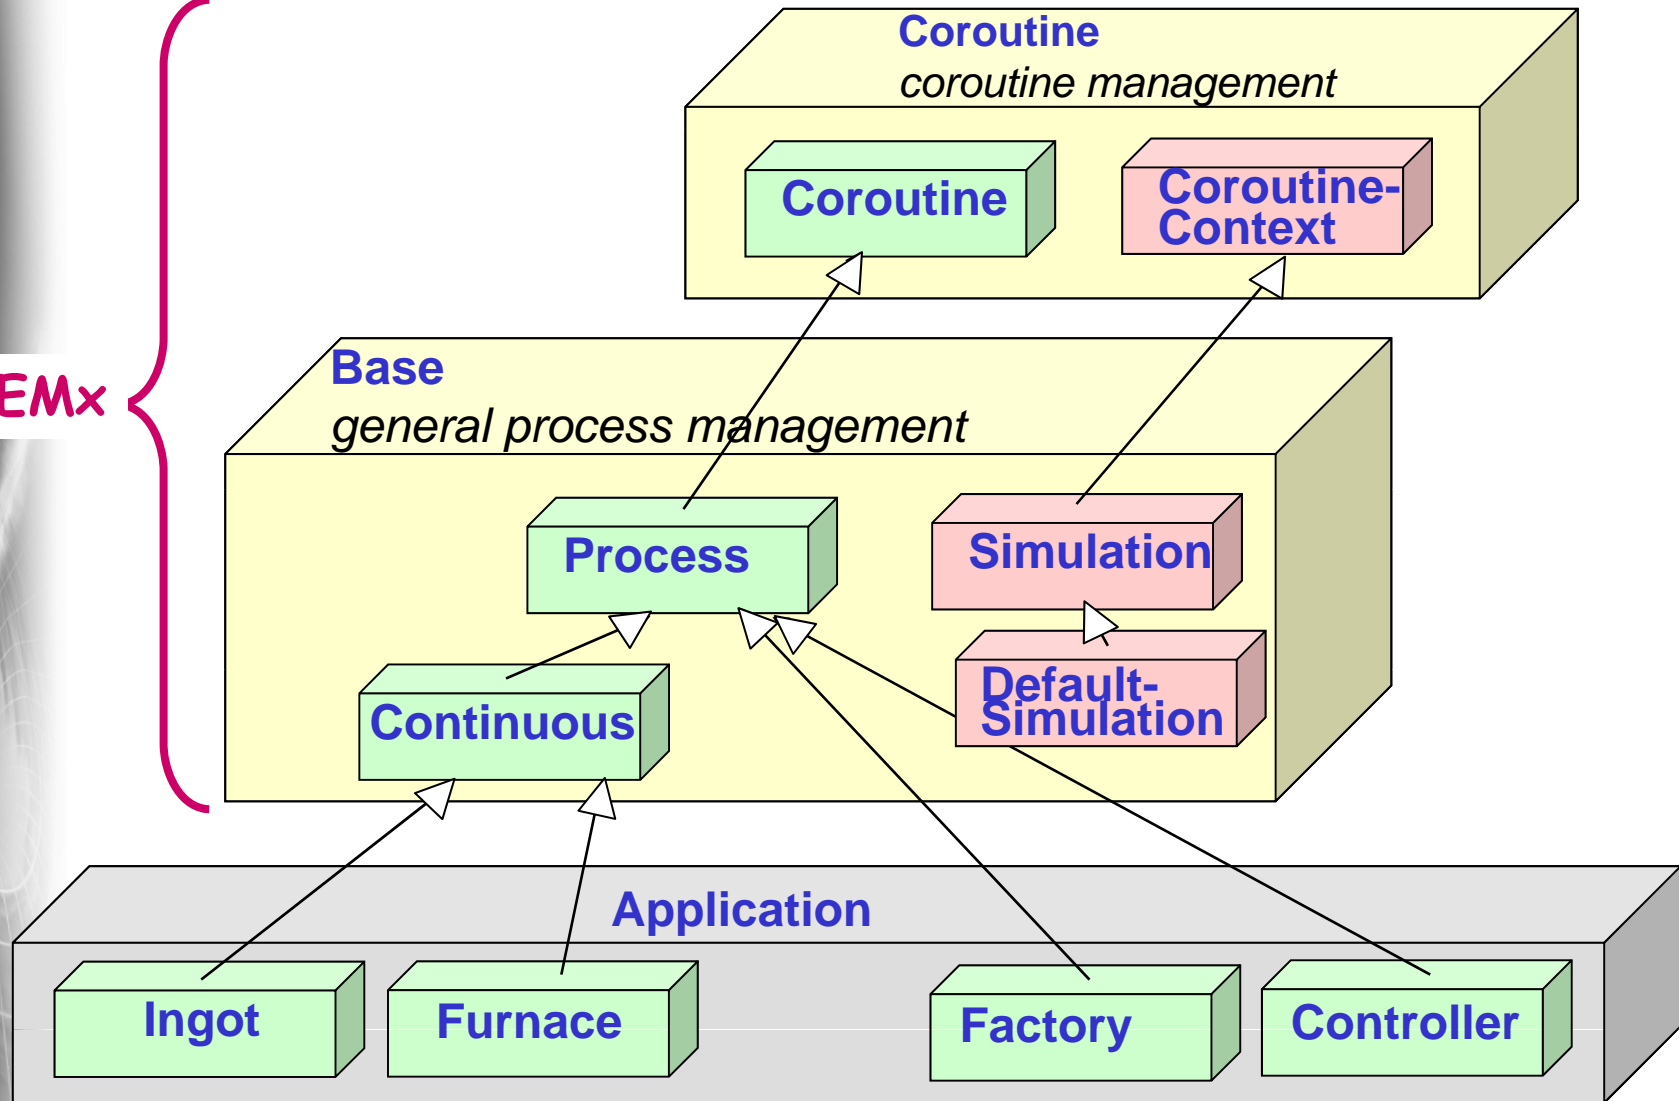 Coroutine
coroutine management
Coroutine
Coroutine-
Context
Base
EMx
general process management
Process
Simulation
Default-
Simulation
Continuous
Application
Ingot
Furnace
Factory
Controller